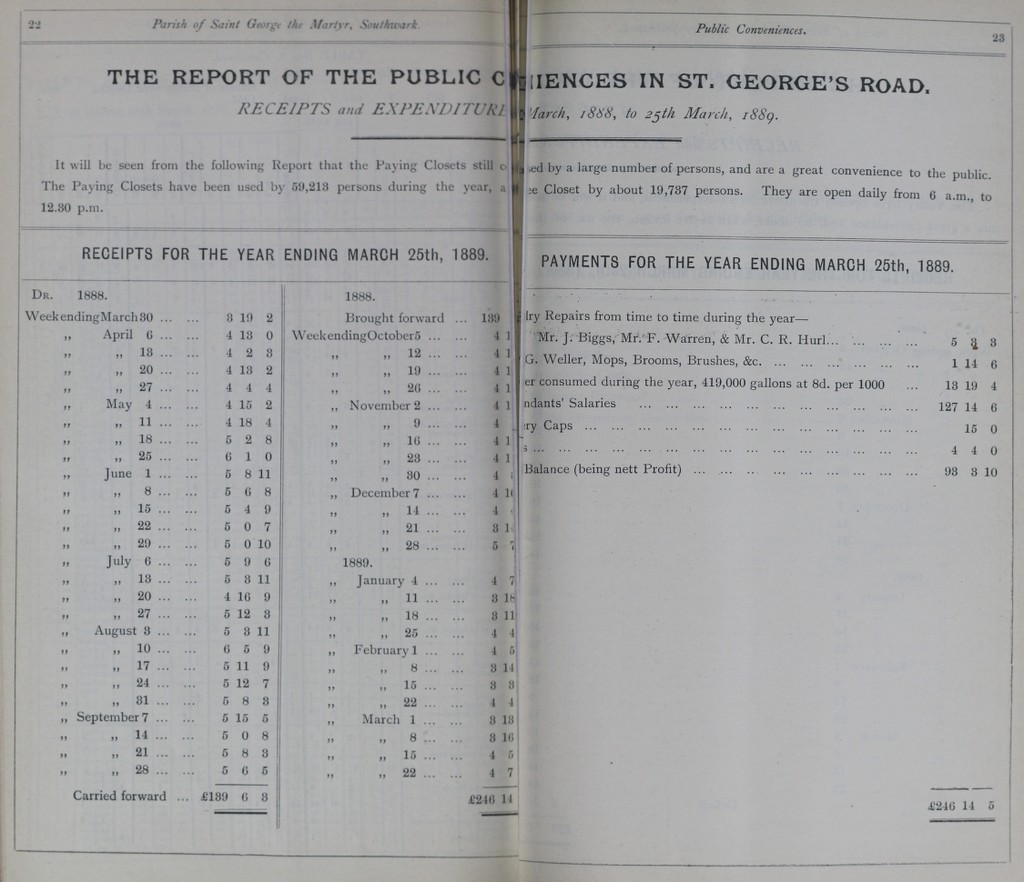 22
Parish of Saint George the Martyr, Southwark.
THE REPORT OF THE PUBLIC
RECEIPTS and EXPENDITURE
It will be seen from the following Report that the Paying Closets still
The Paying Closets have been used by 59,213 persons during the year,
12.30 p.m.
RECEIPTS FOR THE YEAR ENDING MARCH 25th, 1889.
DR. 1888.
Week ending March 30 ... ... 3 19 2
„ April 6 ... ... 4 13 0
„ „ 13 ... ... 4 2 3
„ „ 20 ... ... 4 13 2
„ „ 27 ... ... 4 4 4
„ May 4 ... ... 4 15 2
„ „ 11 ... ... 4 18 4
„ „ 18 ... ... 5 2 8
„ „ 25 ... ... 6 1 0
„ June 1 ... ... 5 8 11
„ „ 8 ... ... 5 6 8
„ „ 15 ... ... 5 4 9
„ „ 22 ... ... 5 0 7
„ „ 29 ... ... 5 0 10
„ July 6 ... ... 5 9 6
„ „ 13 ... ... 5 3 11
„ „ 20 ... ... 4 16 9
„ „ 27 ... ... 5 12 3
„ August 3 ... ... 5 3 11
„ „ 10 ... ... 6 5 9
„ „ 17 ... ... 5 11 9
„ „ 24 ... ... 5 12 7
„ „ 31 ... ... 5 8 3
„ September 7 ... ... 5 15 5
„ „ 14 ... ... 5 0 8
„ „ 21 ... ... 5 8 3
„ „ 28 ... ... 5 6 5
Carried forward ... £139 6 3
1888.
Brought forward ... 139
Week ending October 5 ... ... 4
„ „ 12 ... ... 4
„ „ 19 ... ... 4
„ „ 26 ... ... 4
„ November 2 ... ... 4
„ „ 9 ... ... 4
„ „ 16 ... ... 4
„ „ 23 ... ... 4
„ „ 30 ... ... 4
„ December 7 ... ... 4
„ „ 14 ... ... 4
„ „ 21 ... ... 3
„ „ 28 ... ... 5
1889.
„ January 4 ... ... 4 7
„ „ 11 ... ... 3 18
„ „ 18 ... ... 3 11
„ „ 25 ... ... 4 4
„ February 1 ... ... 4 5
„ „ 8 ... ... 3 14
„ „ 15 ... ... 3 3
„ „ 22 ... ... 4 4
„ March 1 ... ... 3 13
„ „ 8 ... ... 3 16
„ „ 15 ... ... 4 5
„ „ 22 ... ... 4 7
£246 14
Public Conveniences.
23
IENCES IN ST. GEORGE'S ROAD.
March, 1888, to 25th March, 1889.
ed by a large number of persons, and are a great convenience to the public.
Closet by about 19,737 persons. They are open daily from 6 a.m., to
PAYMENTS FOR THE YEAR ENDING MARCH 25th, 1889.
Repairs from time to time during the year—
Mr. J. Biggs, Mr. F. Warren, & Mr. C. R. Hurl... ... ... ... 5 3 3
G. Weller, Mops, Brooms, Brushes, &c. ... ... ... ... ... ... 1 14 6
er consumed during the year, 419,000 gallons at 8d. per 1000 ... 13 19 4
ndants' Salaries ... ... ... ... ... ... ... ... ... ... ... 127 14 6
ry Caps ... ... ... ... ... ... ... ... ... ... ... ... ... 15 0
s ... ... ... ... ... ... ... ... ... ... ... ... ... ... ... 4 4 0
Balance (being nett Profit) ... ... ... ... ... ... ... ... ... 93 3 10
£246 14 5